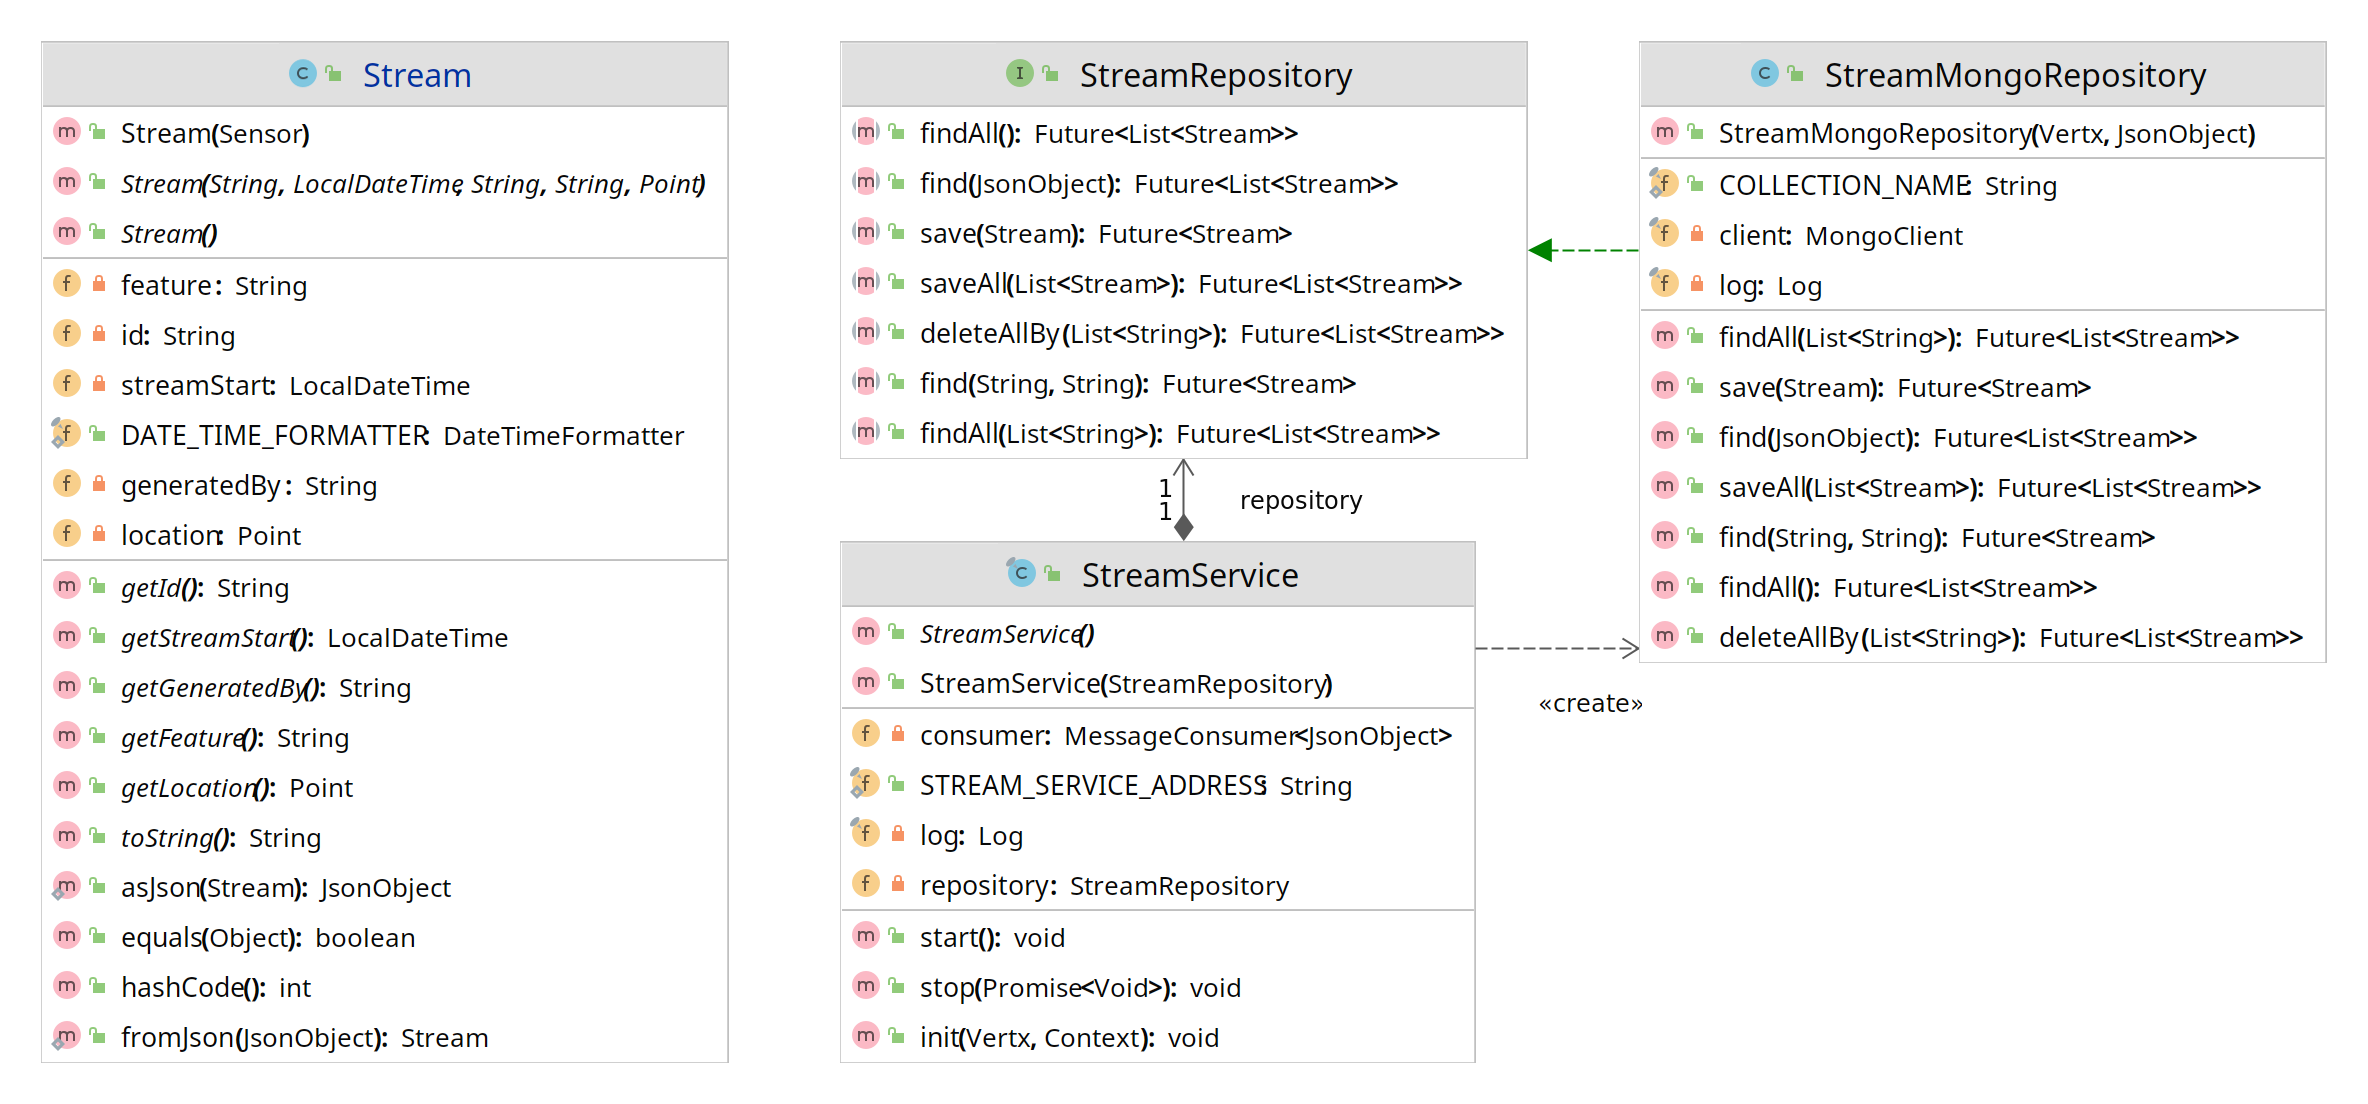 Stream
Stream(Sensor)
Stream(String, LocalDateTime, String, String, Point)
Stream()
feature: String
id: String
streamStart: LocalDateTime
DATE_TIME_FORMATTER: DateTimeFormatter
generatedBy: String
location: Point
getId(): String
getStreamStart(): LocalDateTime
getGeneratedBy(): String
getFeature(): String
getLocation(): Point
toString(): String
asJson(Stream): JsonObject
equals(Object): boolean
hashCode(): int
fromJson(JsonObject): Stream
StreamRepository
findAll(): Future<List<Stream>>
find(JsonObject): Future<List<Stream>>
save(Stream): Future<Stream>
saveAll(List<Stream>): Future<List<Stream>>
deleteAllBy(List<String>): Future<List<Stream>>
find(String, String): Future<Stream>
findAll(List<String>): Future<List<Stream>>
1
1
repository
StreamService
StreamService()
StreamService(StreamRepository)
consumer: MessageConsumer<JsonObject>
STREAM_SERVICE_ADDRESS: String
log: Log
repository: StreamRepository
start(): void
stop(Promise<Void>): void
init(Vertx, Context): void
«create»
StreamMongoRepository
StreamMongoRepository(Vertx, JsonObject)
COLLECTION_NAME: String
client: MongoClient
log: Log
findAll(List<String>): Future<List<Stream>>
save(Stream): Future<Stream>
find(JsonObject): Future<List<Stream>>
saveAll(List<Stream>): Future<List<Stream>>
find(String, String): Future<Stream>
findAll(): Future<List<Stream>>
deleteAllBy(List<String>): Future<List<Stream>>